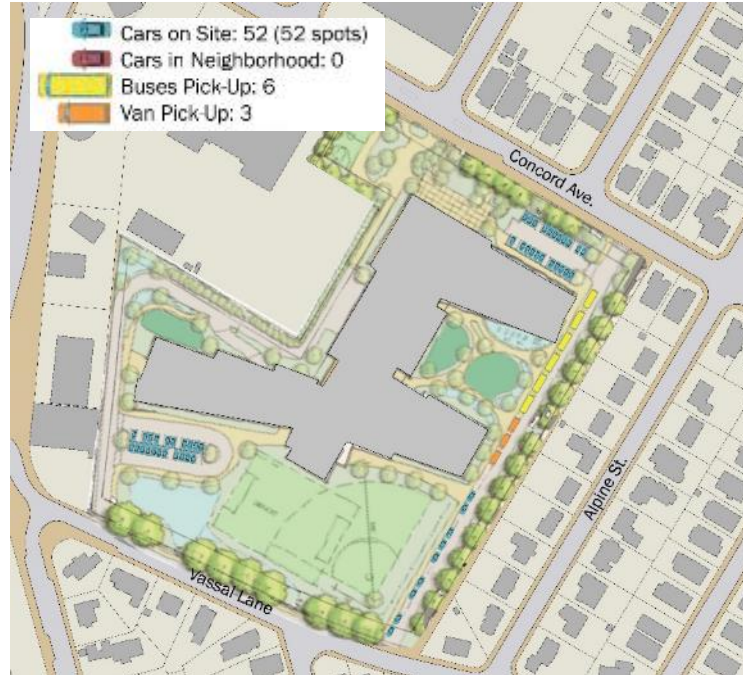 Cars on Site: 52 (52 spots)
Cars in Neighborhood: 0
Buses Pick-Up: 6
Van Pick-Up: 3
Concord Ave.
Alpine St.
Vassal Lane